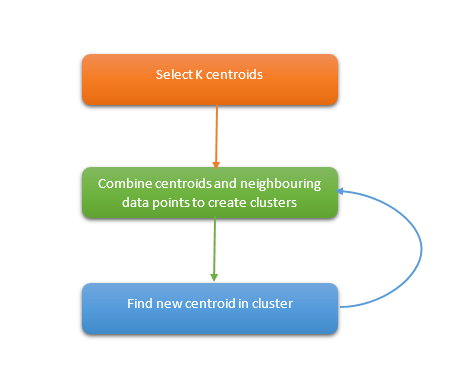 Select K centroids
Combine centroids and neighbouring
data points to create clusters
Find new centroid in cluster